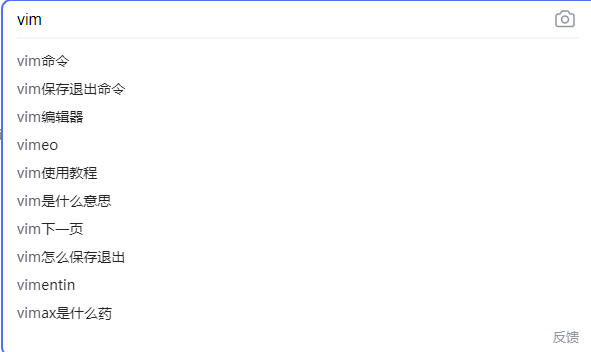 vim
vim命令
vim保存退出命令
vim编辑器
vimeo
vim使用教程
vim是什么意思
vim下一页
vim怎么保存退出
vimentin
vimax是什么药
反馈